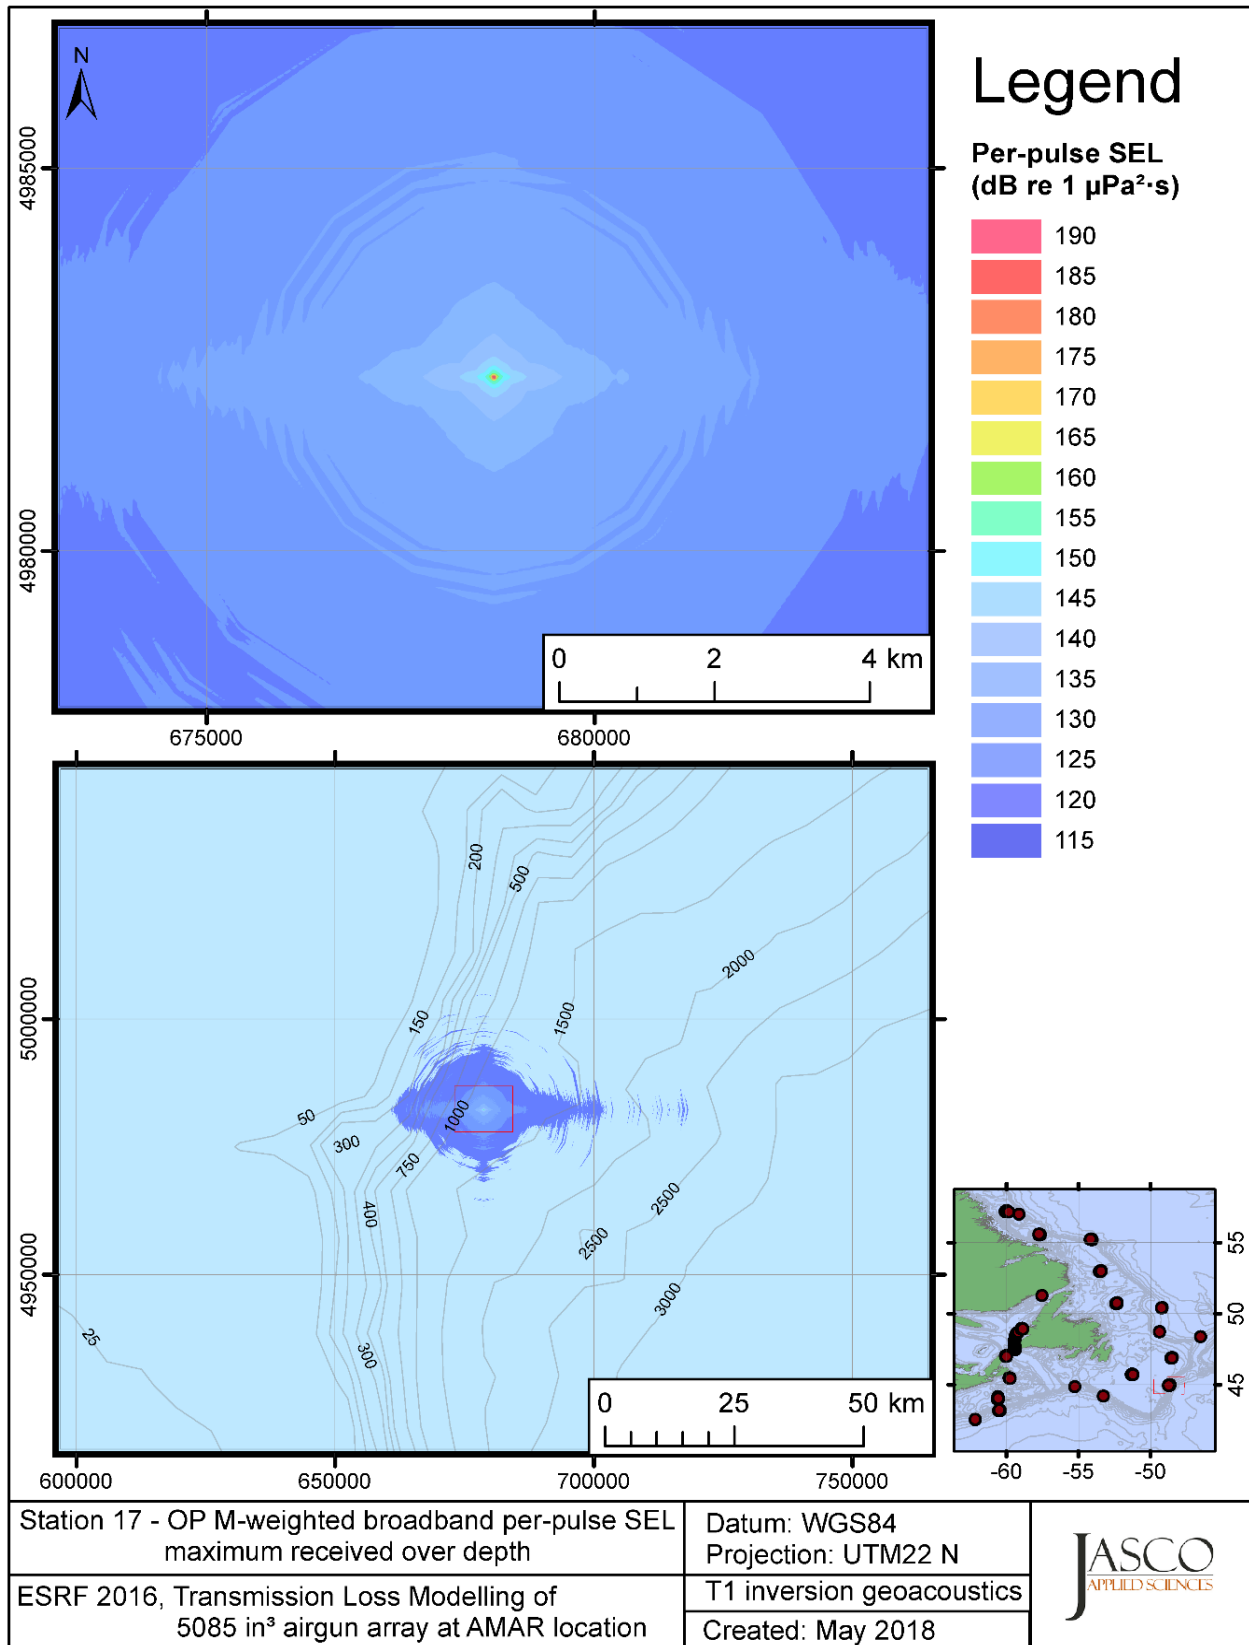 N
4985000
4980000
0 2 4 km
675000 680000
Legend
Per-pulse SEL
(dB re 1 µPa²·s)
190
185
180
175
170
165
160
155
150
145
140
135
130
125
120
115
200
500
2000
1500
150
50
300
1000
750
400
2500
2500
3000
25
300
5000000
4950000
0 25 50 km
600000 650000 700000 750000
55
50
45
-60 -55 -50
Station 17 - OP M-weighted broadband per-pulse SEL
maximum received over depth
ESRF 2016, Transmission Loss Modelling of
5085 in³ airgun array at AMAR location
Datum: WGS84
Projection: UTM22 N
T1 inversion geoacoustics
Created: May 2018
JASCO
APPLIED SCIENCES